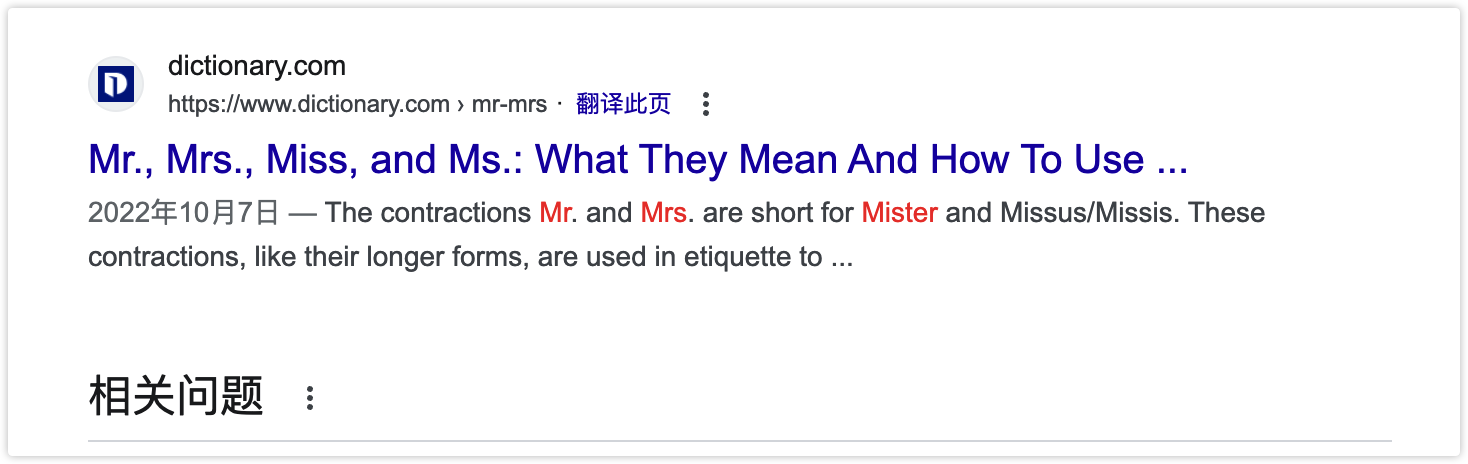 dictionary.com
https://www.dictionary.com › mr-mrs · 翻译此页
Mr., Mrs., Miss, and Ms.: What They Mean And How To Use ...
2022年10月7日 — The contractions Mr. and Mrs. are short for Mister and Missus/Missis. These
contractions, like their longer forms, are used in etiquette to ...
相关问题